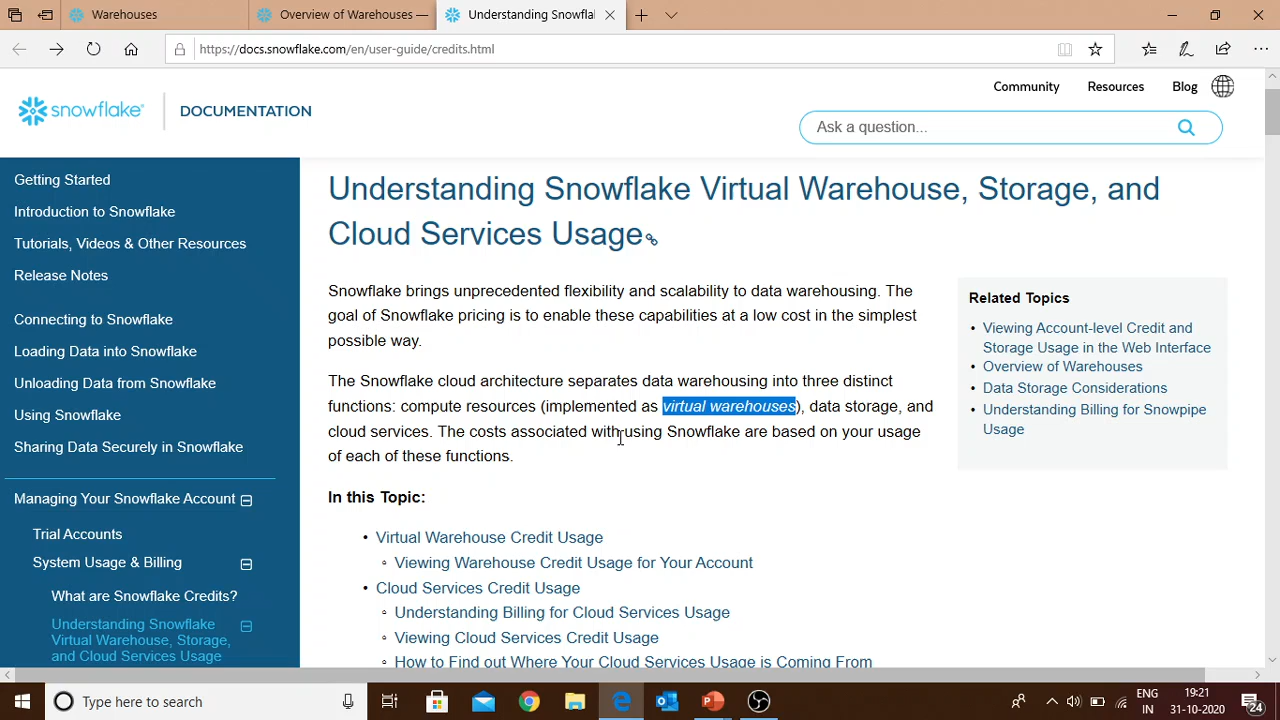 Warehouses
Overview of Warehouses —
Understanding Snowfla
https://docs.snowflake.com/en/user-guide/credits.html
Community Resources Blog
snowflake DOCUMENTATION
Ask a question...
Getting Started
Introduction to Snowflake
Tutorials, Videos & Other Resources
Release Notes
Connecting to Snowflake
Loading Data into Snowflake
Unloading Data from Snowflake
Using Snowflake
Sharing Data Securely in Snowflake
Managing Your Snowflake Account
Trial Accounts
System Usage & Billing
What are Snowflake Credits?
Understanding Snowflake
Virtual Warehouse, Storage,
and Cloud Services Usage
Understanding Snowflake Virtual Warehouse, Storage, and
Cloud Services Usage
Snowflake brings unprecedented flexibility and scalability to data warehousing. The
goal of Snowflake pricing is to enable these capabilities at a low cost in the simplest
possible way.
The Snowflake cloud architecture separates data warehousing into three distinct
functions: compute resources (implemented as virtual warehouses), data storage, and
cloud services. The costs associated with using Snowflake are based on your usage
of each of these functions.
In this Topic:
• Virtual Warehouse Credit Usage
◦ Viewing Warehouse Credit Usage for Your Account
• Cloud Services Credit Usage
◦ Understanding Billing for Cloud Services Usage
◦ Viewing Cloud Services Credit Usage
◦ How to Find out Where Your Cloud Services Usage is Coming From
Related Topics
• Viewing Account-level Credit and
Storage Usage in the Web Interface
• Overview of Warehouses
• Data Storage Considerations
• Understanding Billing for Snowpipe
Usage
Type here to search
ENG
IN
19:21
31-10-2020
24